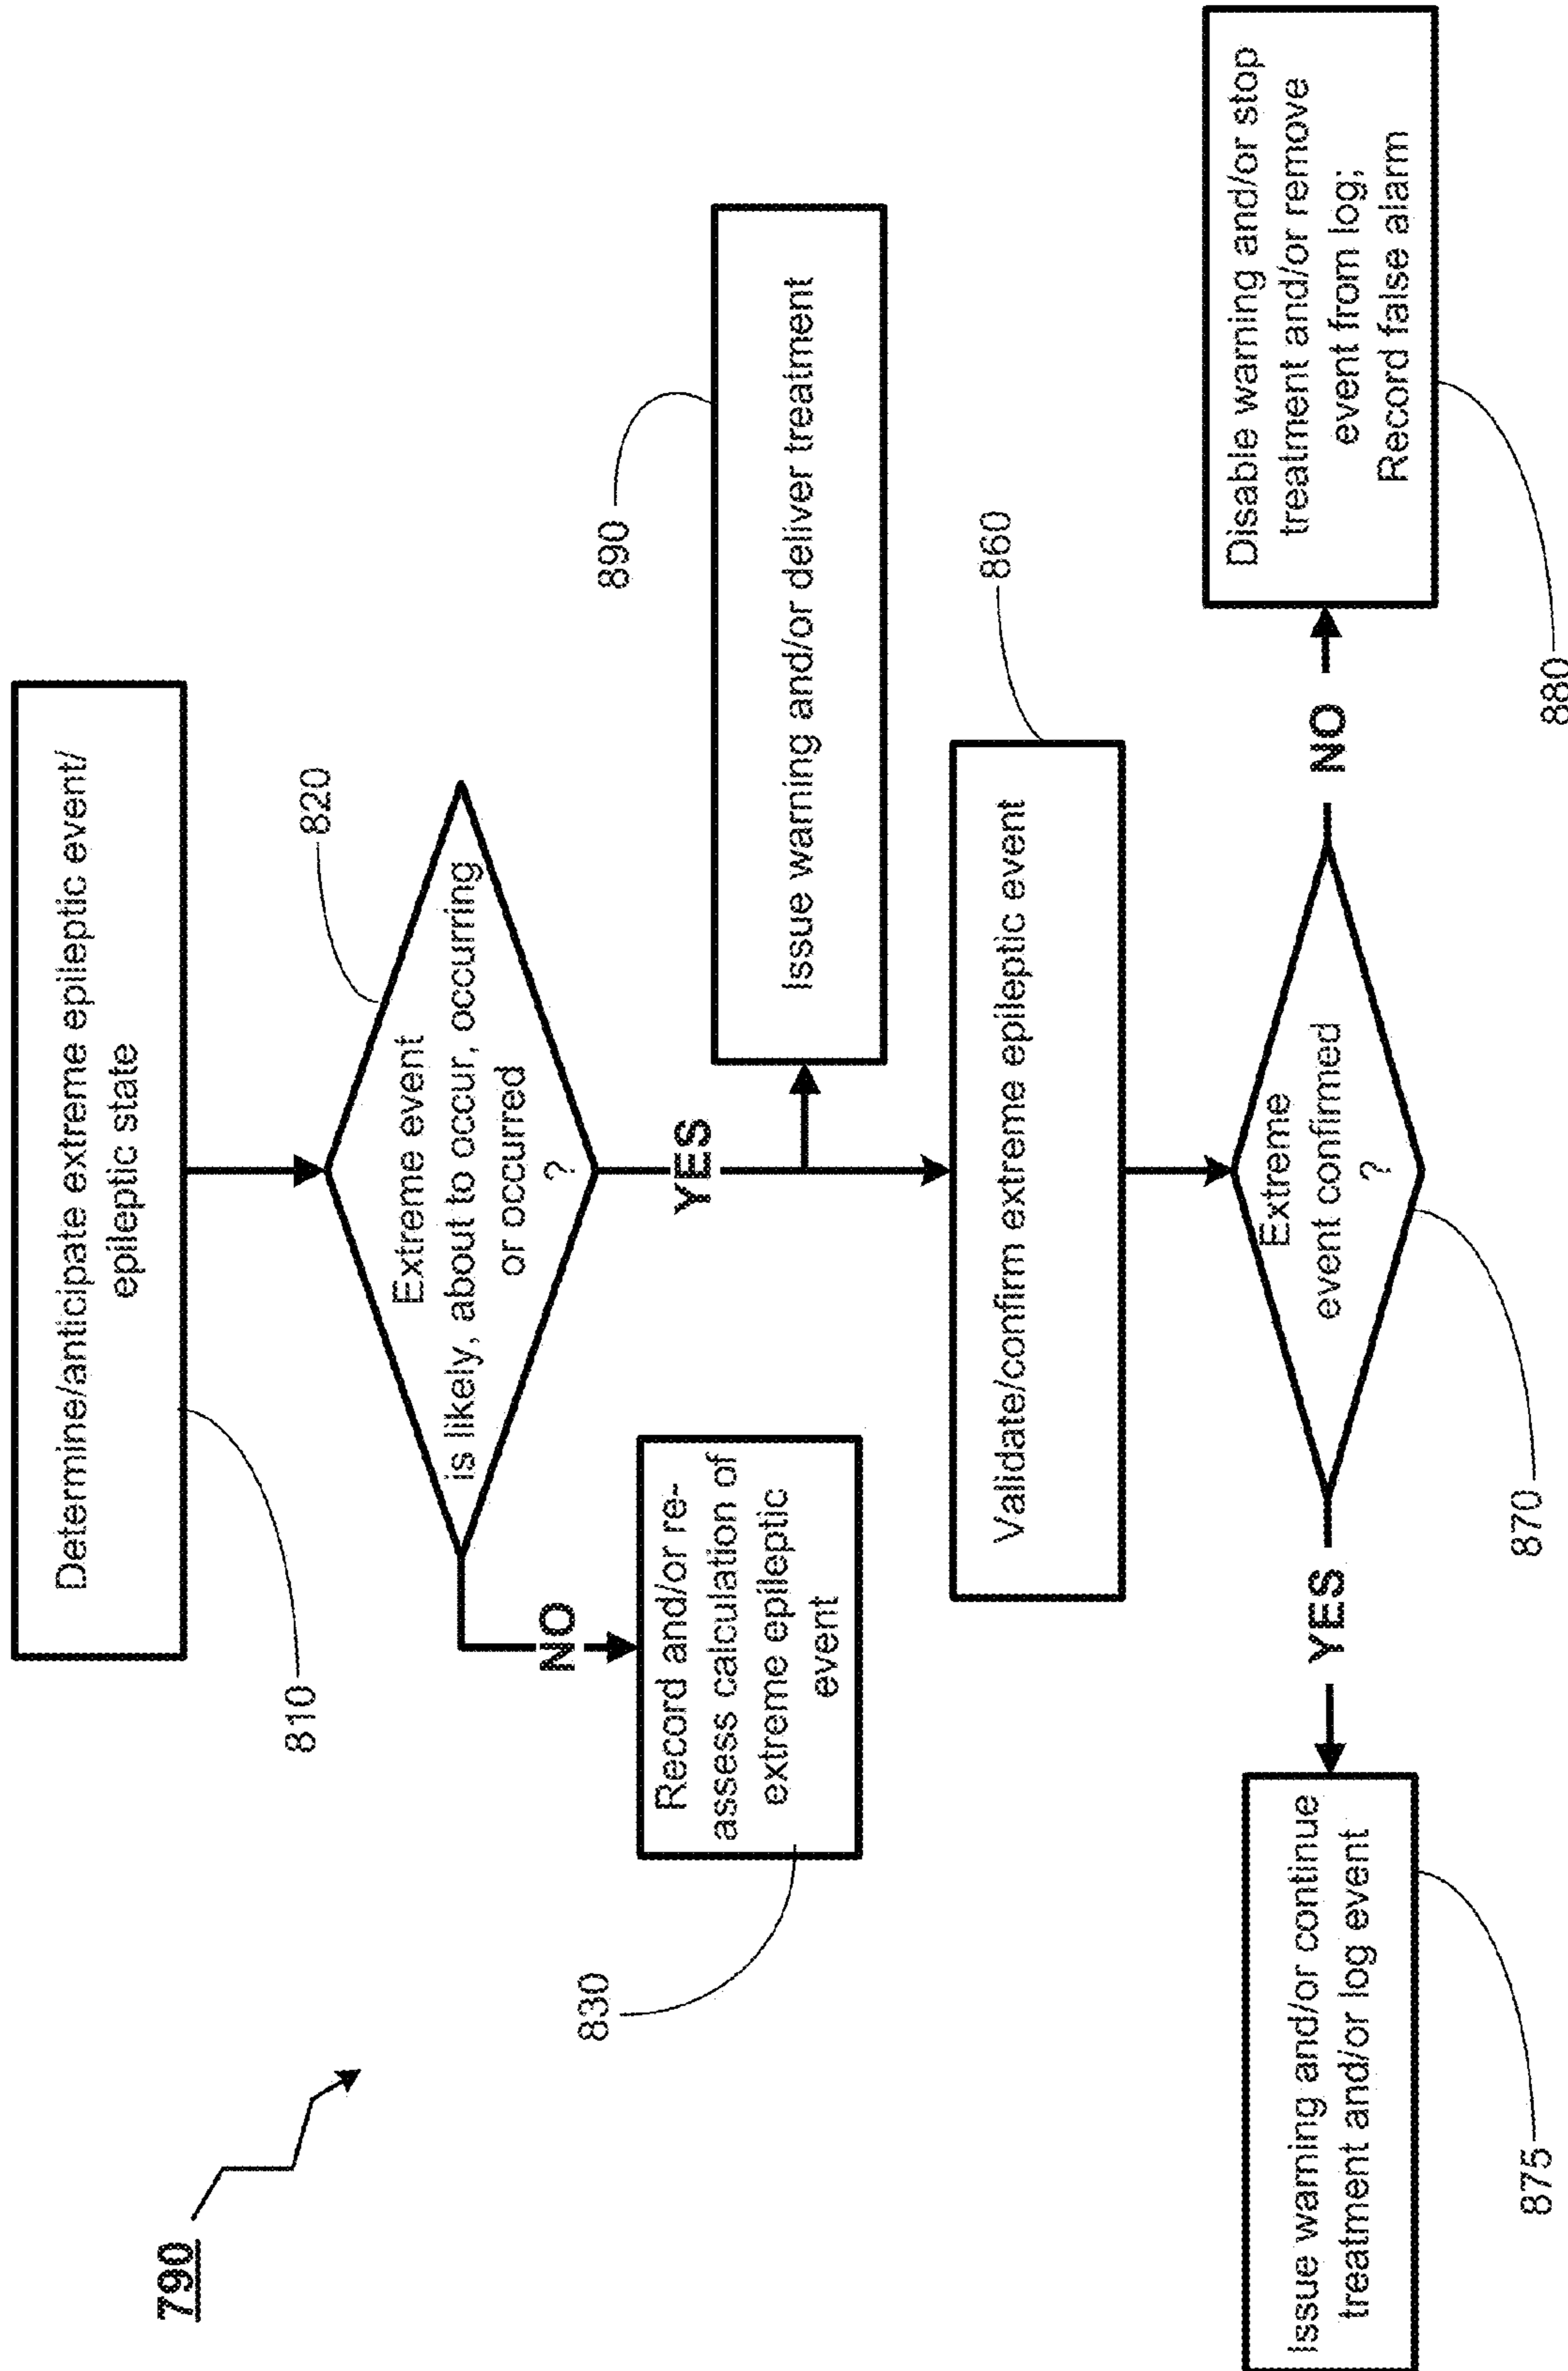 790
Determine/anticipate extreme epileptic event/
epileptic state
810
Extreme event
is likely, about to occur, occurring
or occurred
?
820
NO
Record and/or re-
assess calculation of
extreme epileptic
event
830
YES
Issue warning and/or deliver treatment
890
Validate/confirm extreme epileptic event
860
Extreme
event confirmed
?
870
YES
Issue warning and/or continue
treatment and/or log event
875
NO
Disable warning and/or stop
treatment and/or remove
event from log;
Record false alarm
880